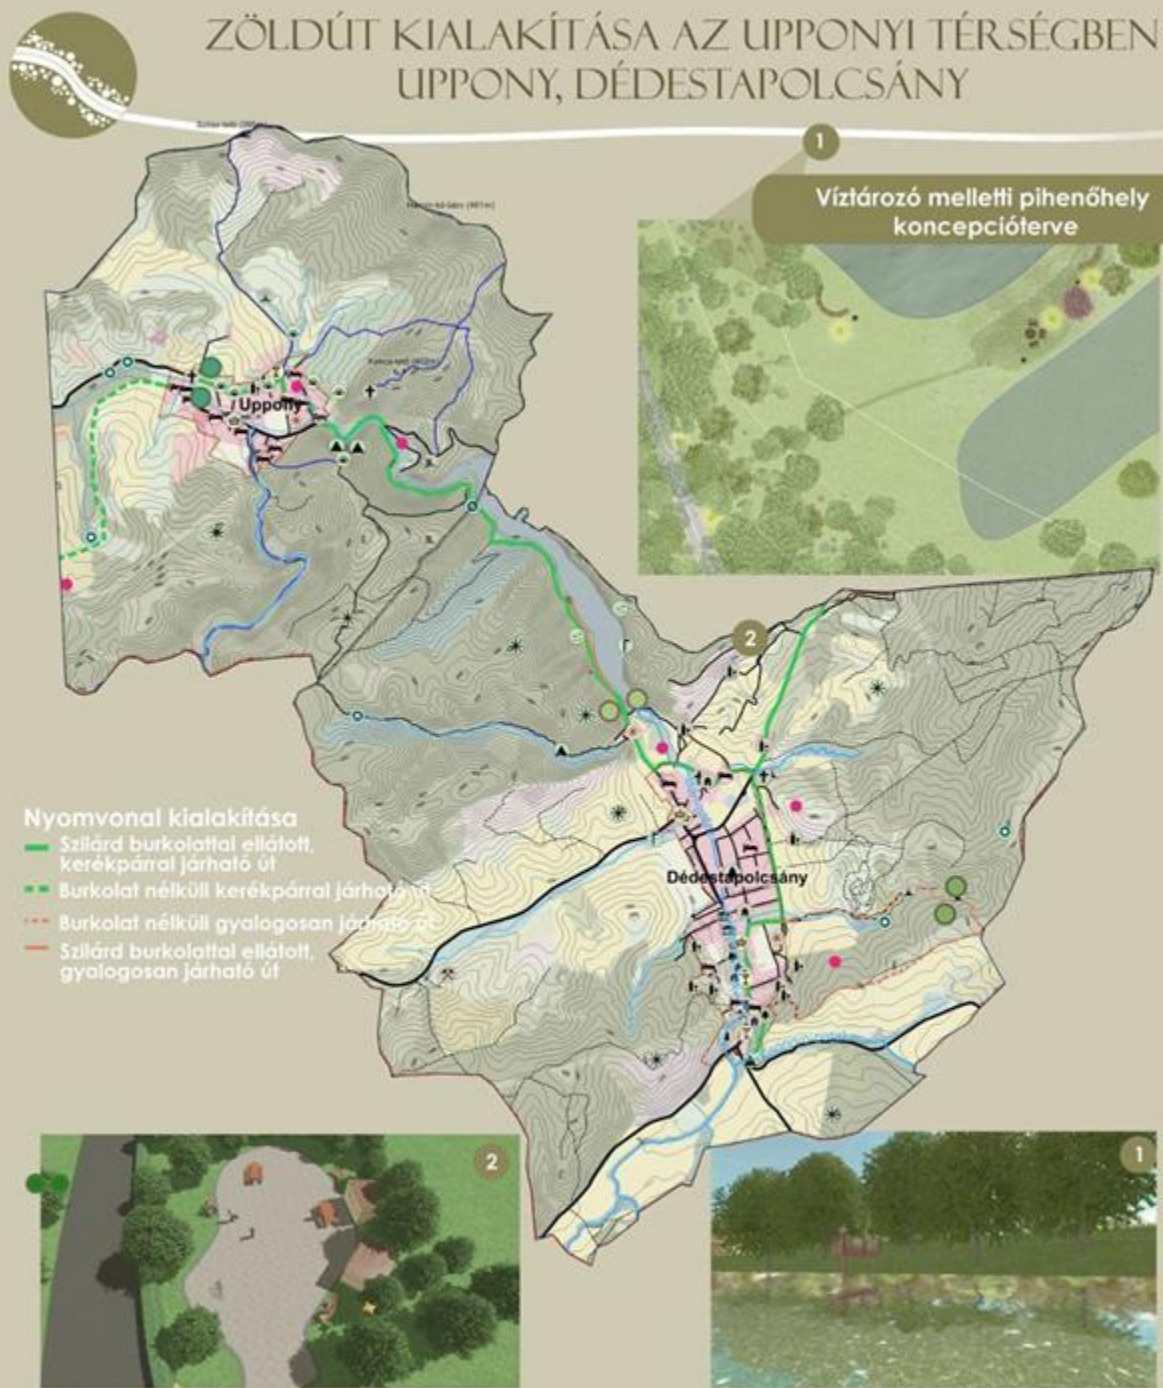 ZÖLDÚT KIALAKÍTÁSA AZ UPPONYI TÉRSÉGBEN
UPPONY, DÉDESTAPOLCSÁNY
1
Víztározó melletti pihenőhely
koncepcióterve
Uppony
2
Nyomvonal kialakítása
Szilárd burkolattal ellátott,
kerékpárral járható út
Burkolat nélküli kerékpárral járható út
Dédestapolcsány
Burkolat nélküli gyalogosan járható út
Szilárd burkolattal ellátott,
gyalogosan járható út
2
1